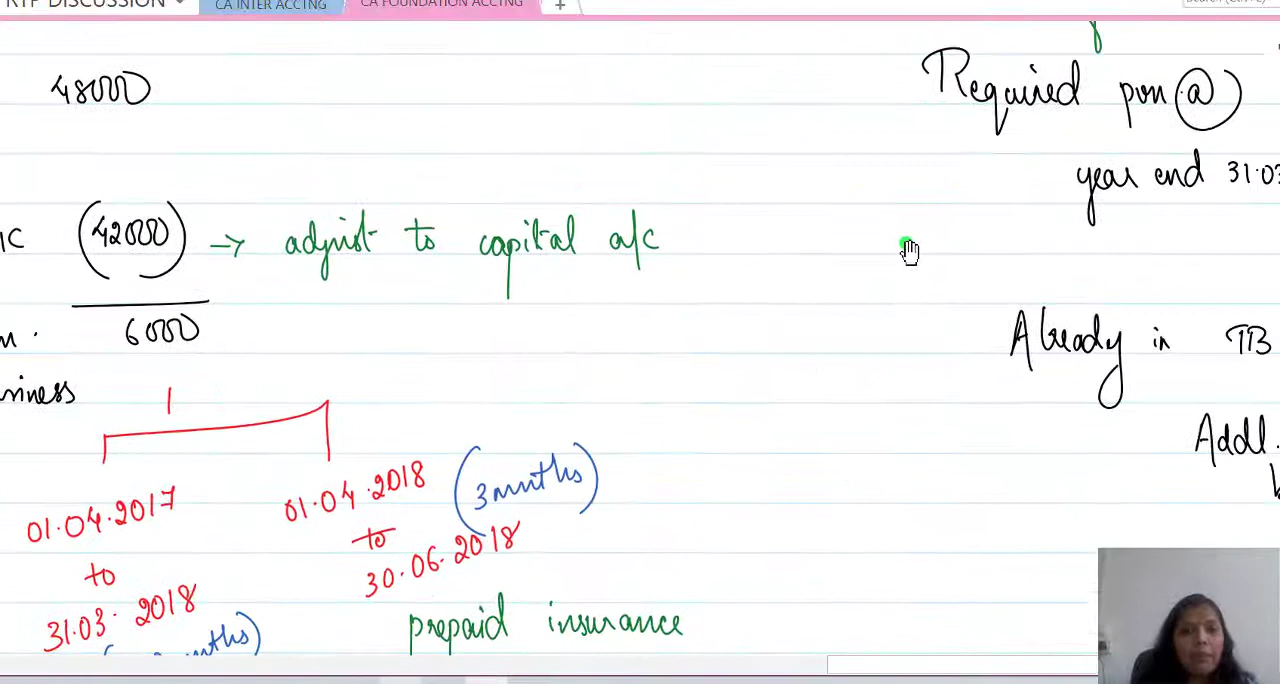 RTP DISCUSSION
CA INTER ACCTNG
CA FOUNDATION ACCTNG
48000
Required pvn @
year end 31.03
(42000) → adjust to capital a/c
6000
Already in TB
Addl.
01.04.2017
to
31.03.2018
01.04.2018 (3 months)
to
30.06.2018
prepaid insurance